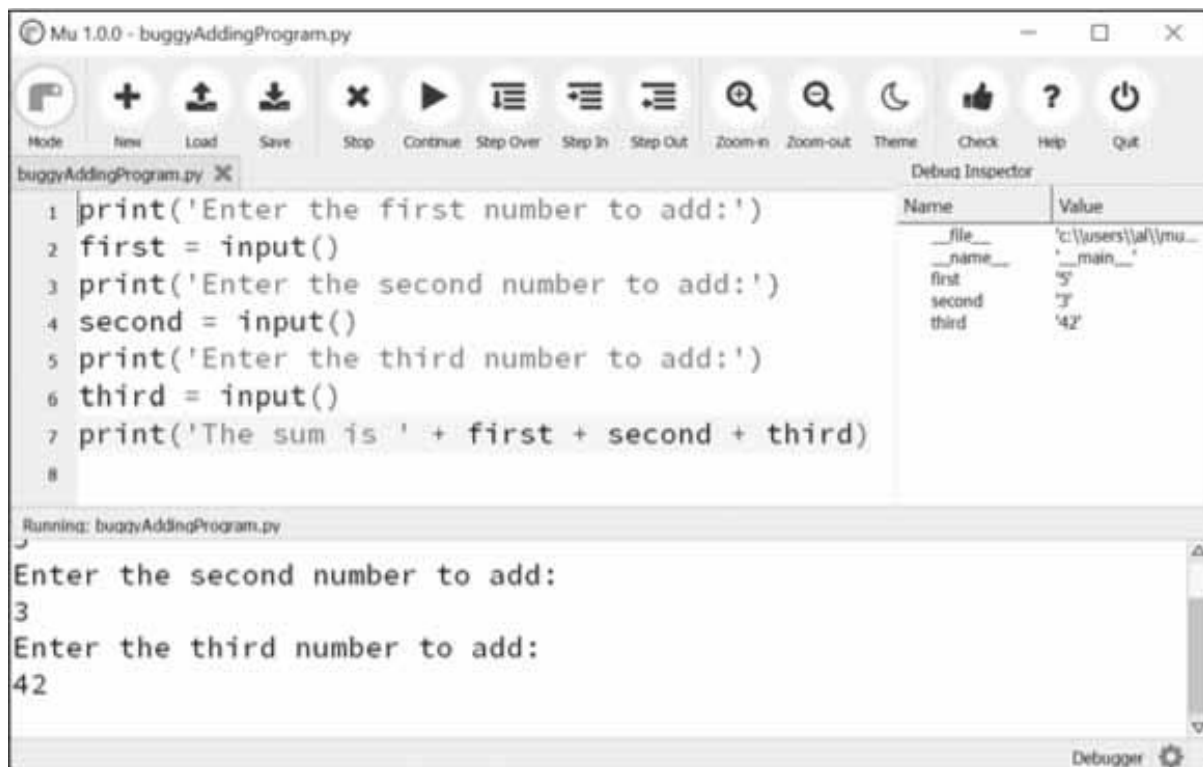 Mu 1.0.0 - buggyAddingProgram.py
Mode New Load Save Stop Continue Step Over Step In Step Out Zoom-in Zoom-out Theme Check Help Quit
buggyAddingProgram.py
Debug Inspector
1 print('Enter the first number to add:')
2 first = input()
3 print('Enter the second number to add:')
4 second = input()
5 print('Enter the third number to add:')
6 third = input()
7 print('The sum is ' + first + second + third)
8
Name Value
__file__ 'c:\\users\\al\\mu...
__name__ '__main__'
first '5'
second '3'
third '42'
Running: buggyAddingProgram.py
Enter the second number to add:
3
Enter the third number to add:
42
Debugger